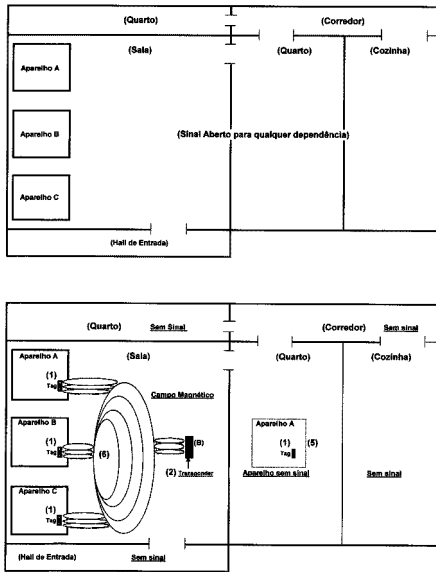 (Quarto)
(Corredor)
(Sala)
(Quarto)
(Cozinha)
Aparelho A
Aparelho B
(Sinal Aberto para qualquer dependência)
Aparelho C
(Hall de Entrada)
(Quarto) Sem Sinal
(Corredor) Sem sinal
Aparelho A
(Sala)
(Quarto)
(Cozinha)
(1)
Tag
Campo Magnético
Aparelho B
Aparelho A
(1)
Tag
(6)
(B)
(1)
Tag
(5)
(2) Transponder
Aparelho sem sinal
Sem sinal
Aparelho C
(1)
Tag
(Hall de Entrada)
Sem sinal